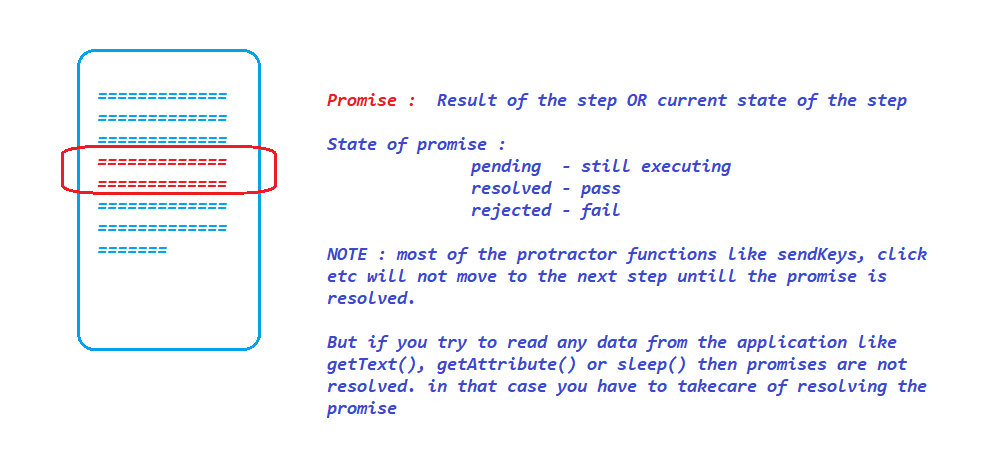 =============
=============
=============
=============
=============
=============
=============
=======
Promise :  Result of the step OR current state of the step
State of promise :
pending  - still executing
resolved - pass
rejected - fail
NOTE : most of the protractor functions like sendKeys, click
etc will not move to the next step untill the promise is
resolved.
But if you try to read any data from the application like
getText(), getAttribute() or sleep() then promises are not
resolved. in that case you have to takecare of resolving the
promise